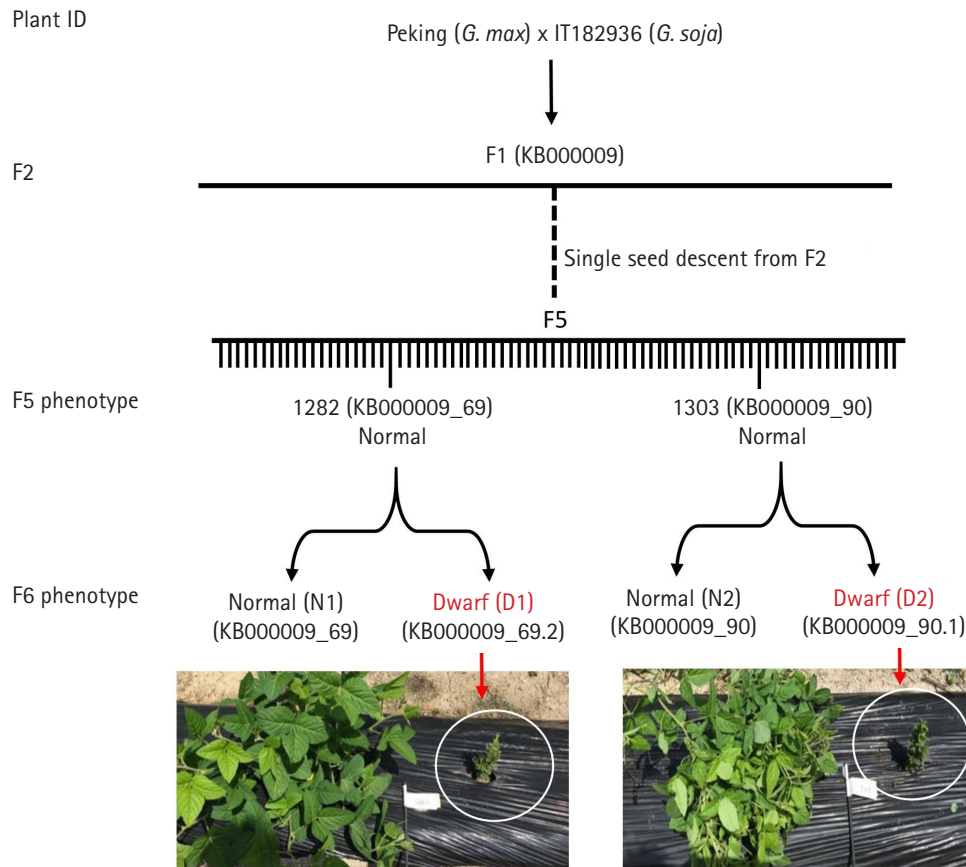 Plant ID
Peking (G. max) x IT182936 (G. soja)
F1 (KB000009)
F2
Single seed descent from F2
F5
F5 phenotype
1282 (KB000009_69)
Normal
1303 (KB000009_90)
Normal
F6 phenotype
Normal (N1)
(KB000009_69)
Dwarf (D1)
(KB000009_69.2)
Normal (N2)
(KB000009_90)
Dwarf (D2)
(KB000009_90.1)